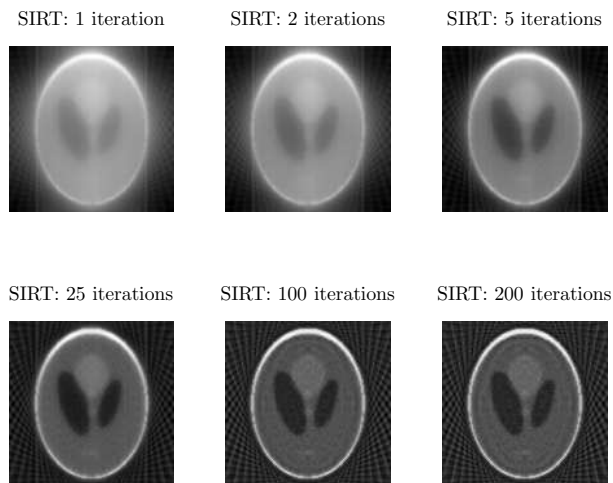 SIRT: 1 iteration
SIRT: 2 iterations
SIRT: 5 iterations
SIRT: 25 iterations
SIRT: 100 iterations
SIRT: 200 iterations